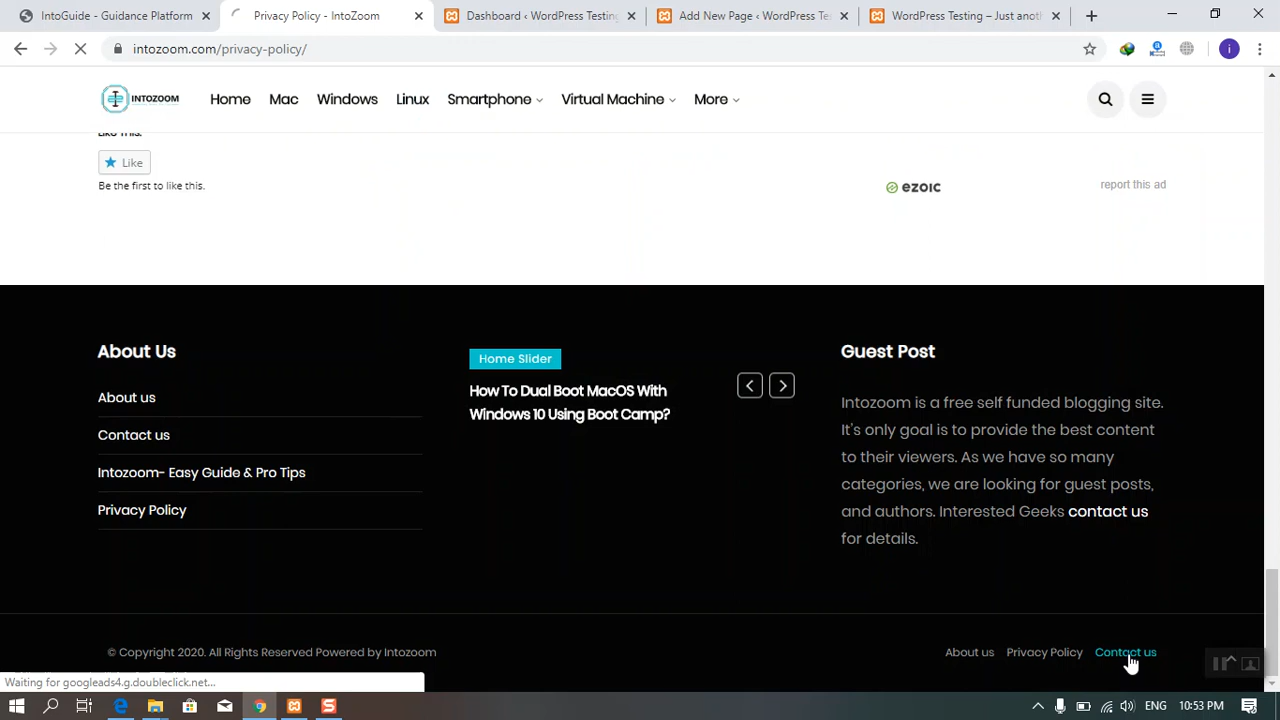 IntoGuide - Guidance Platform
Privacy Policy - IntoZoom
Dashboard ‹ WordPress Testing
Add New Page ‹ WordPress Te
WordPress Testing – Just anoth
intozoom.com/privacy-policy/
i
INTOZOOM
Home
Mac
Windows
Linux
Smartphone
Virtual Machine
More
Like This:
Like
Be the first to like this.
ezoic
report this ad
About Us
About us
Contact us
Intozoom- Easy Guide & Pro Tips
Privacy Policy
Home Slider
How To Dual Boot MacOS With
Windows 10 Using Boot Camp?
Guest Post
Intozoom is a free self funded blogging site.
It's only goal is to provide the best content
to their viewers. As we have so many
categories, we are looking for guest posts,
and authors. Interested Geeks contact us
for details.
© Copyright 2020. All Rights Reserved Powered by Intozoom
About us
Privacy Policy
Contact us
Waiting for googleads4.g.doubleclick.net...
ENG
10:53 PM